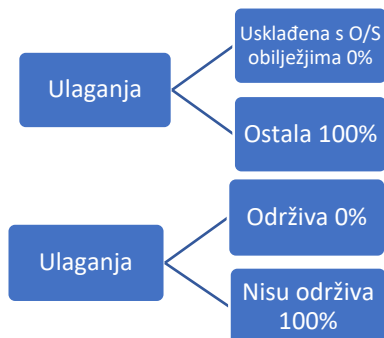 Ulaganja
Usklađena s O/S
obilježjima 0%
Ostala 100%
Ulaganja
Održiva 0%
Nisu održiva
100%